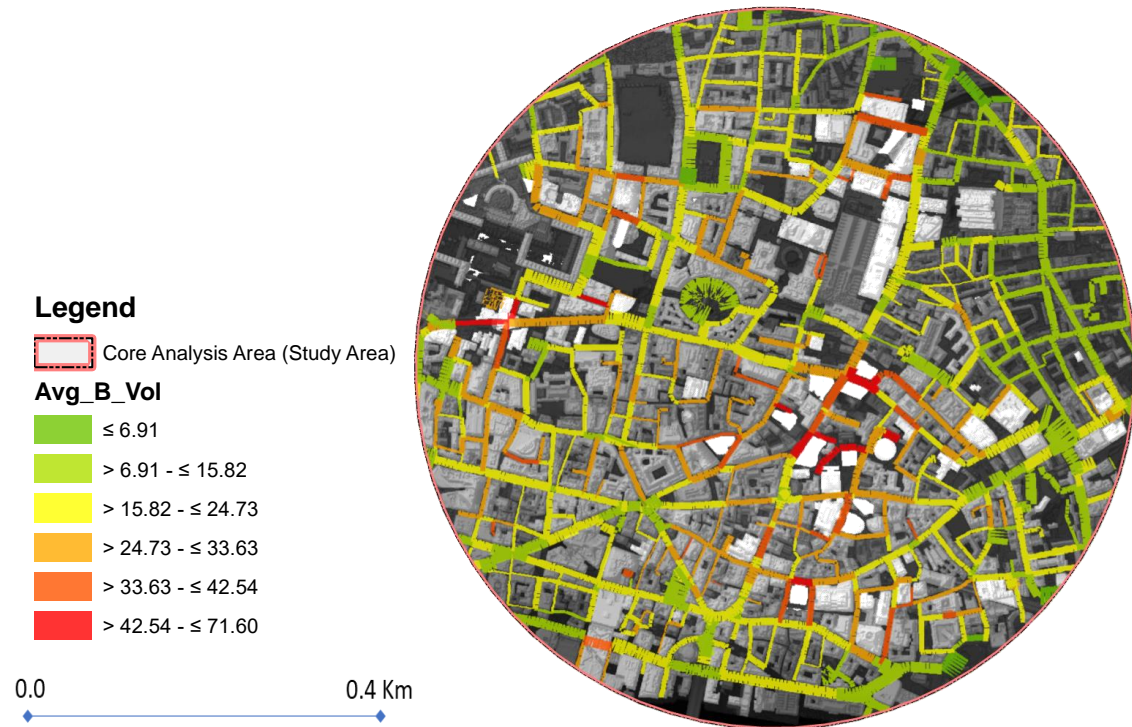 Legend
Core Analysis Area (Study Area)
Avg_B_Vol
≤ 6.91
> 6.91 - ≤ 15.82
> 15.82 - ≤ 24.73
> 24.73 - ≤ 33.63
> 33.63 - ≤ 42.54
> 42.54 - ≤ 71.60
0.0 0.4 Km